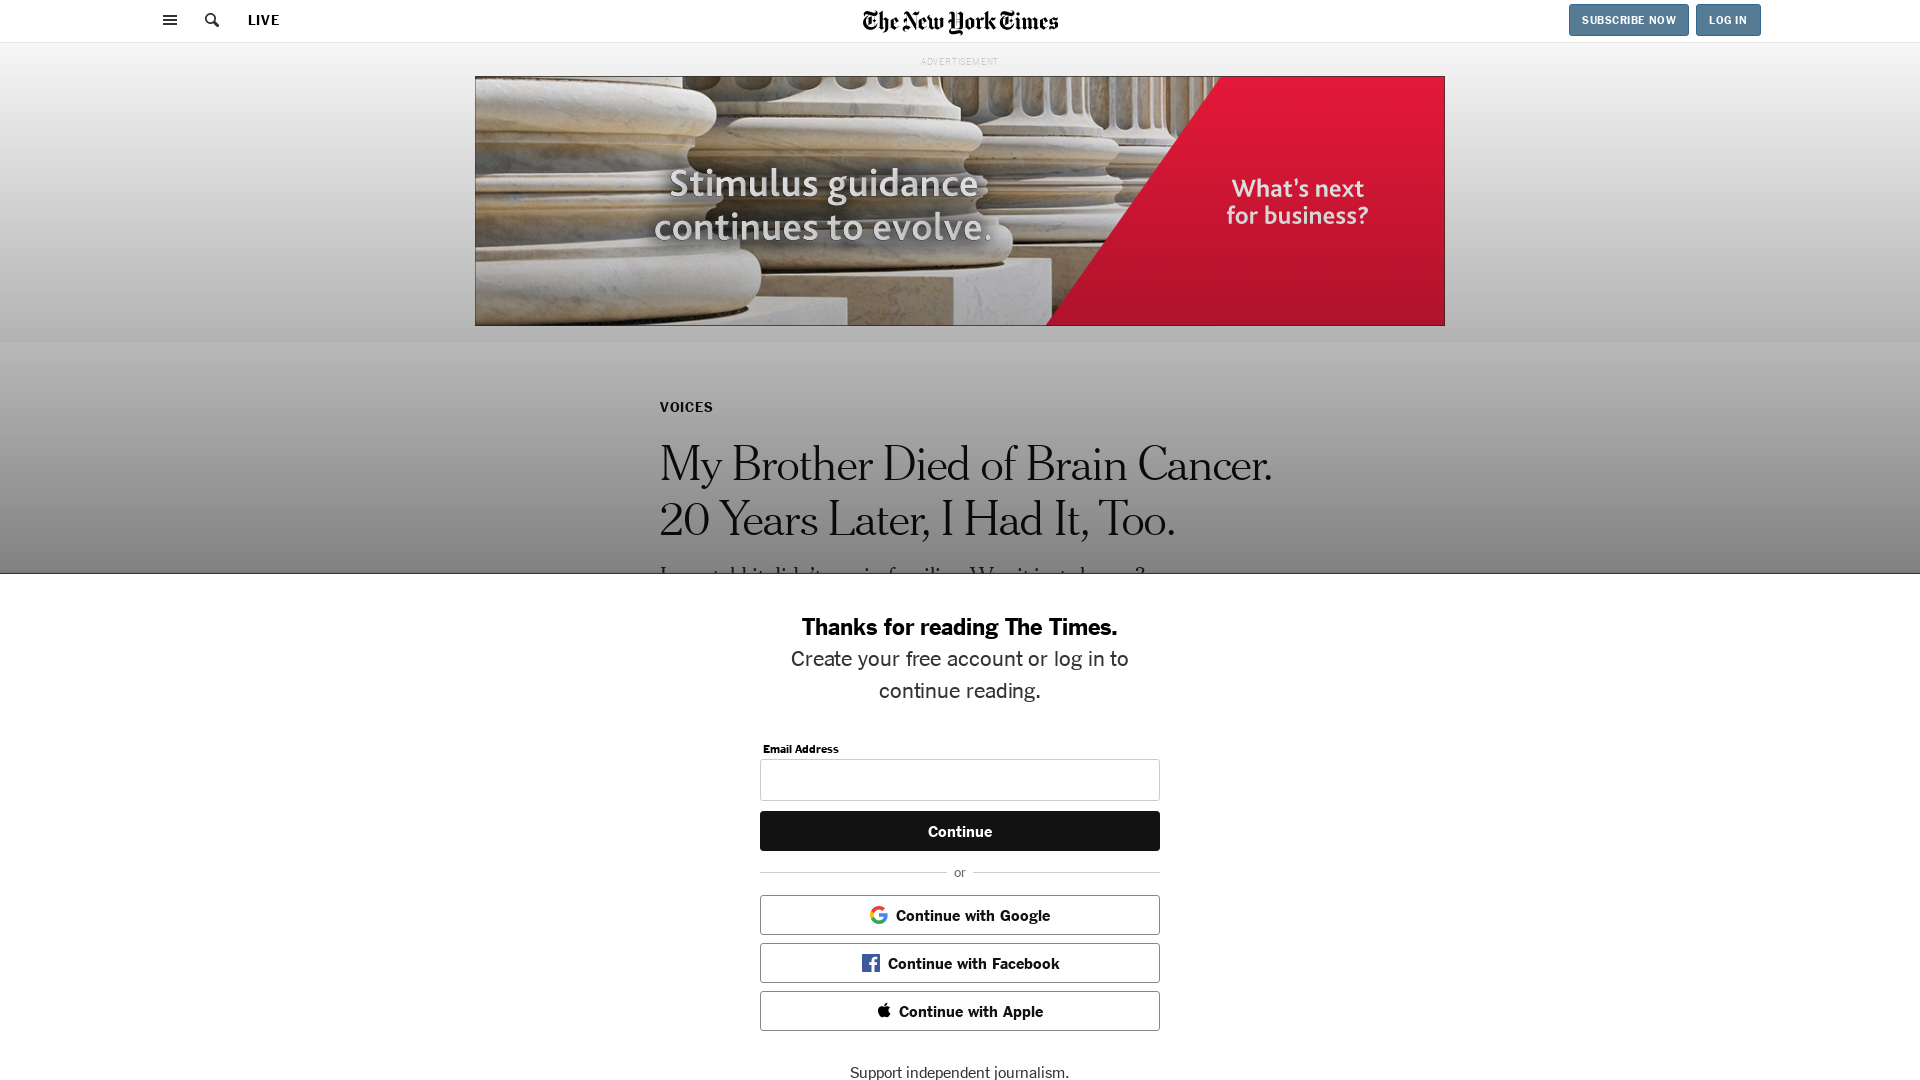 LIVE
The New York Times
SUBSCRIBE NOW
LOG IN
ADVERTISEMENT
Stimulus guidance
continues to evolve.
What's next
for business?
VOICES
My Brother Died of Brain Cancer.
20 Years Later, I Had It, Too.
Thanks for reading The Times.
Create your free account or log in to
continue reading.
Email Address
Continue
or
Continue with Google
Continue with Facebook
Continue with Apple
Support independent journalism.